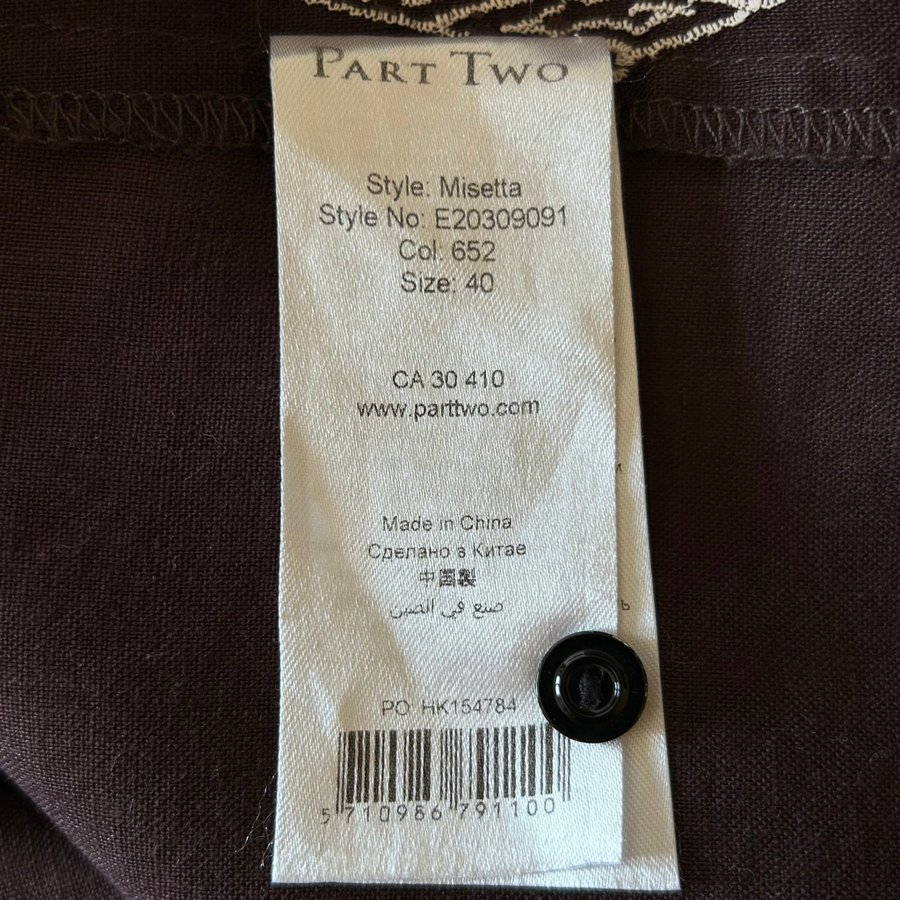 PART TWO
Style: Misetta
Style No: E20309091
Col: 652
Size: 40
CA 30 410
www.parttwo.com
Made in China
Сделано в Китае
中国製
صنع في الصين
PO HK154784
5 710986 791100